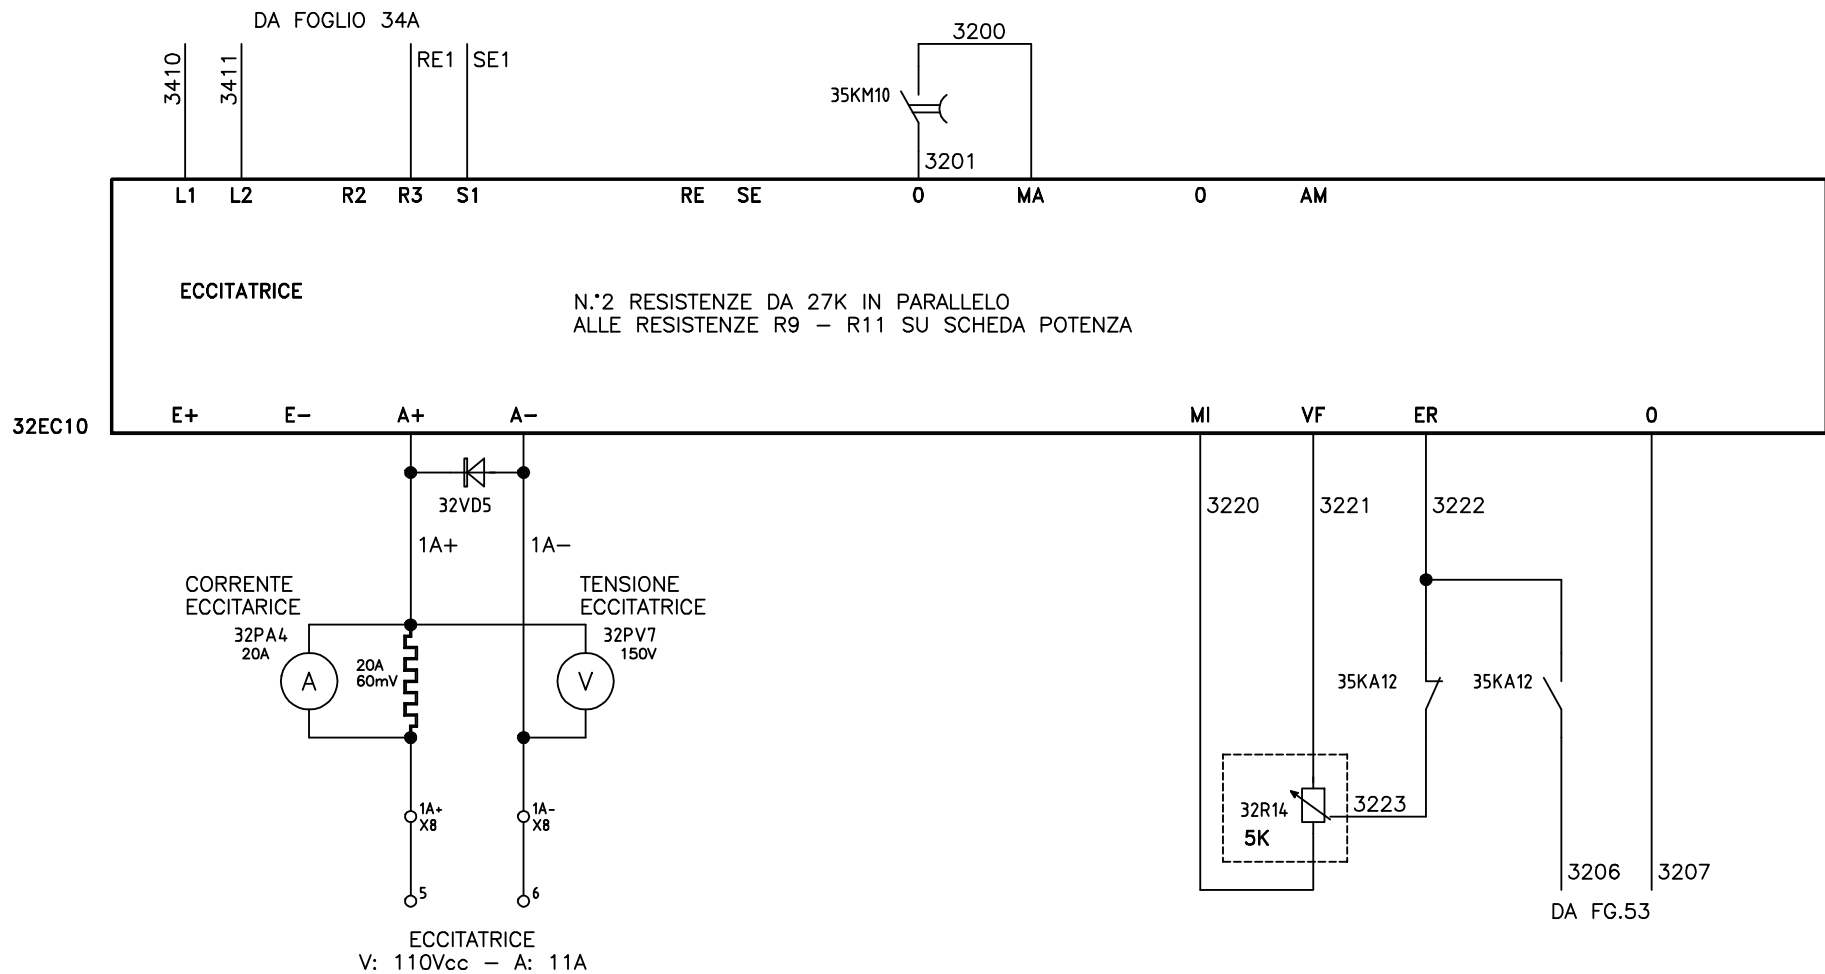 DA FOGLIO 34A
3410
3411
RE1
SE1
3200
35KM10
3201
L1 L2 R2 R3 S1 RE SE 0 MA 0 AM
ECCITATRICE
N.°2 RESISTENZE DA 27K IN PARALLELO
ALLE RESISTENZE R9 – R11 SU SCHEDA POTENZA
32EC10
E+ E- A+ A- MI VF ER 0
32VD5
1A+
1A-
3220
3221
3222
CORRENTE
ECCITARICE
32PA4
20A
A
20A
60mV
TENSIONE
ECCITATRICE
32PV7
150V
V
35KA12
35KA12
32R14
5K
3223
1A+
X8
1A-
X8
5
6
3206
3207
DA FG.53
ECCITATRICE
V: 110Vcc – A: 11A